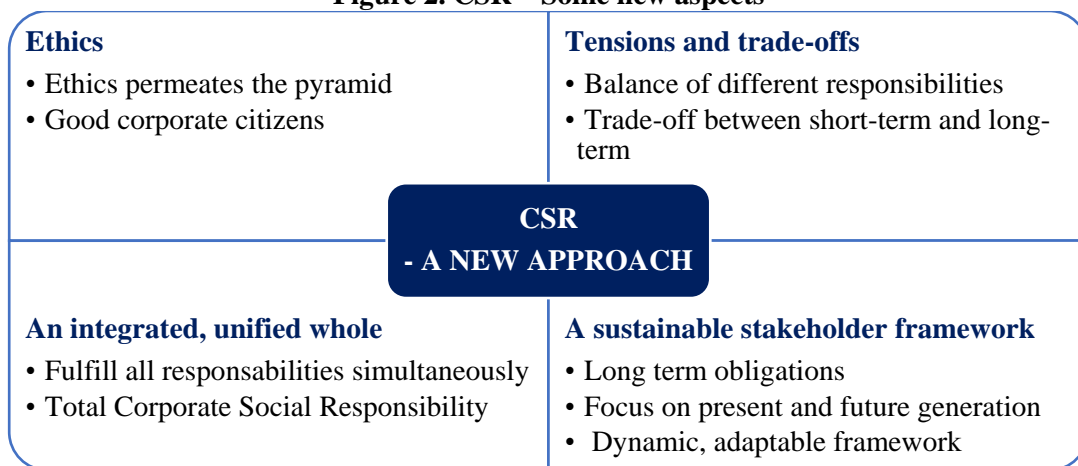 Figure 2. CSR – Some new aspects
Ethics
• Ethics permeates the pyramid
• Good corporate citizens
Tensions and trade-offs
• Balance of different responsibilities
• Trade-off between short-term and long-
term
CSR
- A NEW APPROACH
An integrated, unified whole
• Fulfill all responsabilities simultaneously
• Total Corporate Social Responsibility
A sustainable stakeholder framework
• Long term obligations
• Focus on present and future generation
• Dynamic, adaptable framework